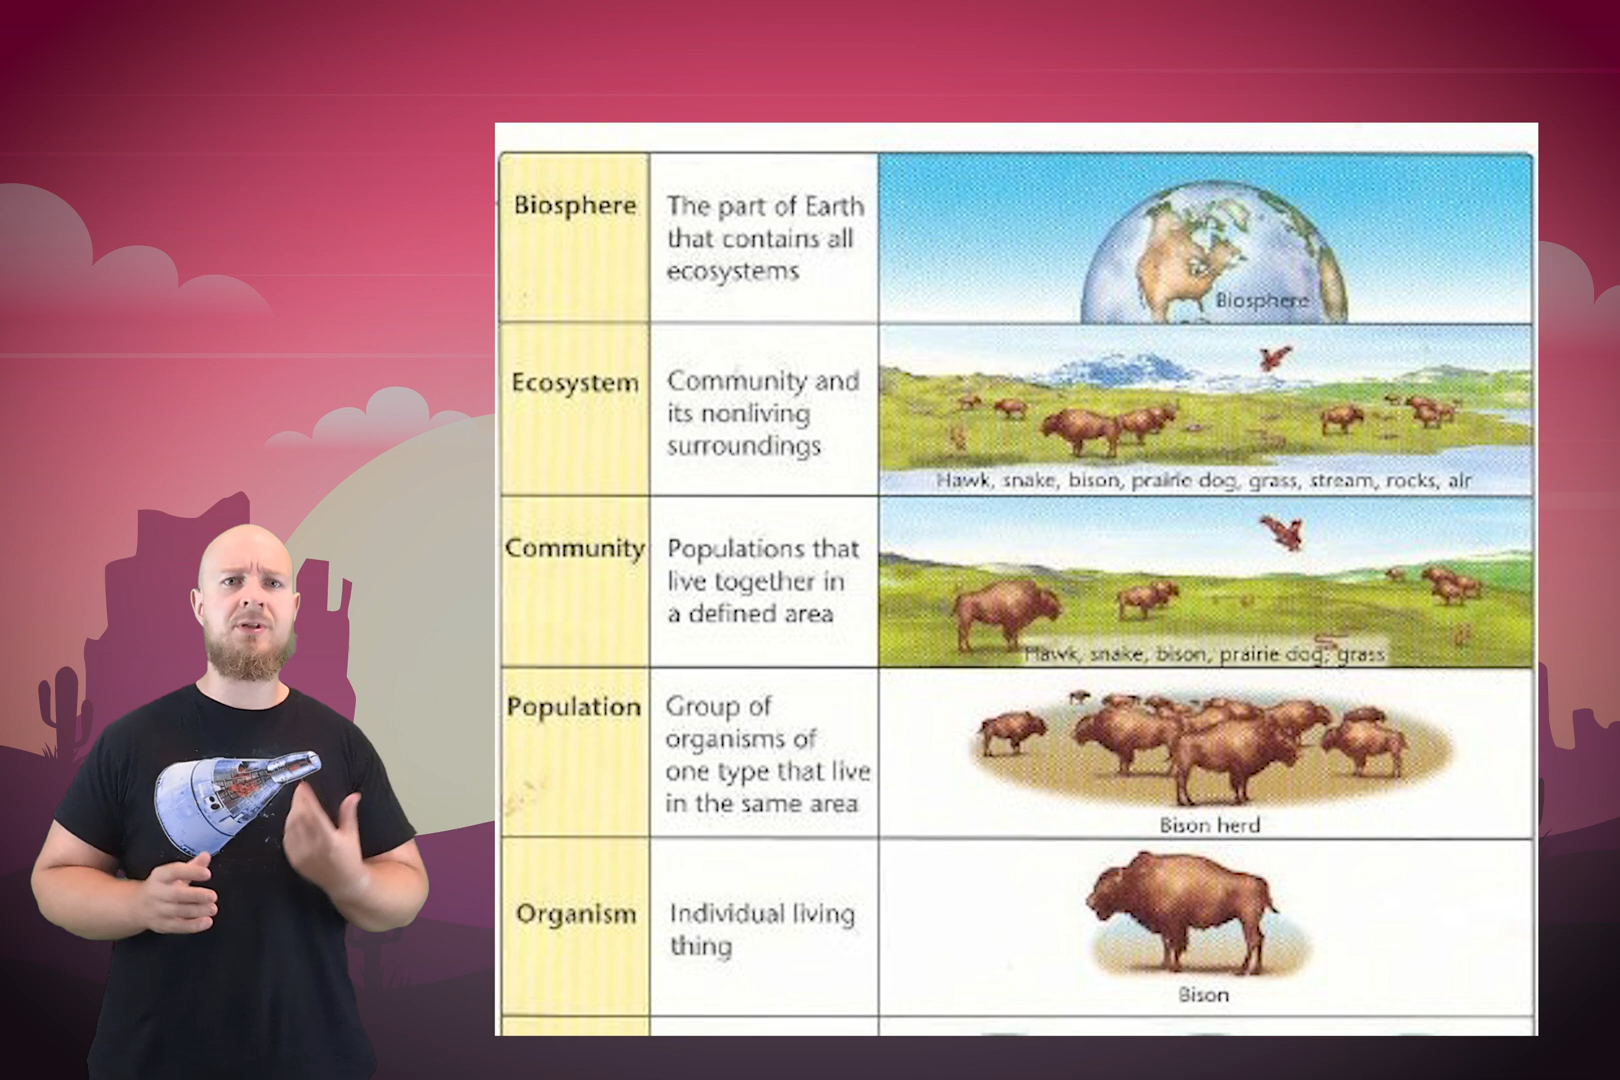 Biosphere
The part of Earth
that contains all
ecosystems
Biosphere
Ecosystem
Community and
its nonliving
surroundings
Hawk, snake, bison, prairie dog, grass, stream, rocks, air
Community
Populations that
live together in
a defined area
Hawk, snake, bison, prairie dog, grass
Population
Group of
organisms of
one type that live
in the same area
Bison herd
Organism
Individual living
thing
Bison